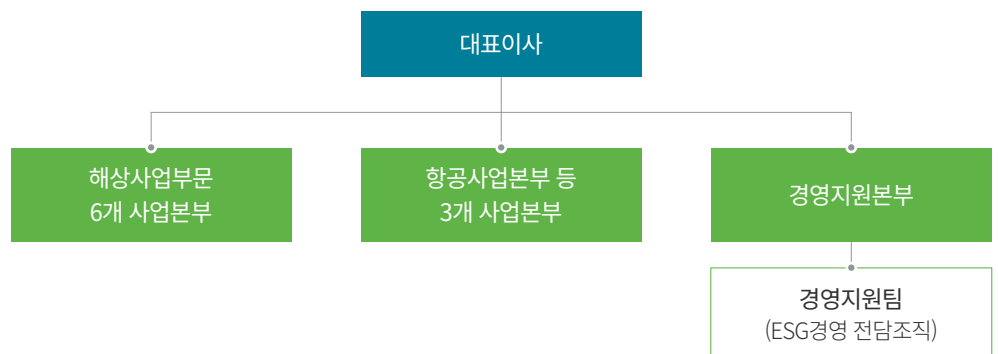 대표이사
해상사업부문
6개 사업본부
항공사업본부 등
3개 사업본부
경영지원본부
경영지원팀
(ESG경영 전담조직)